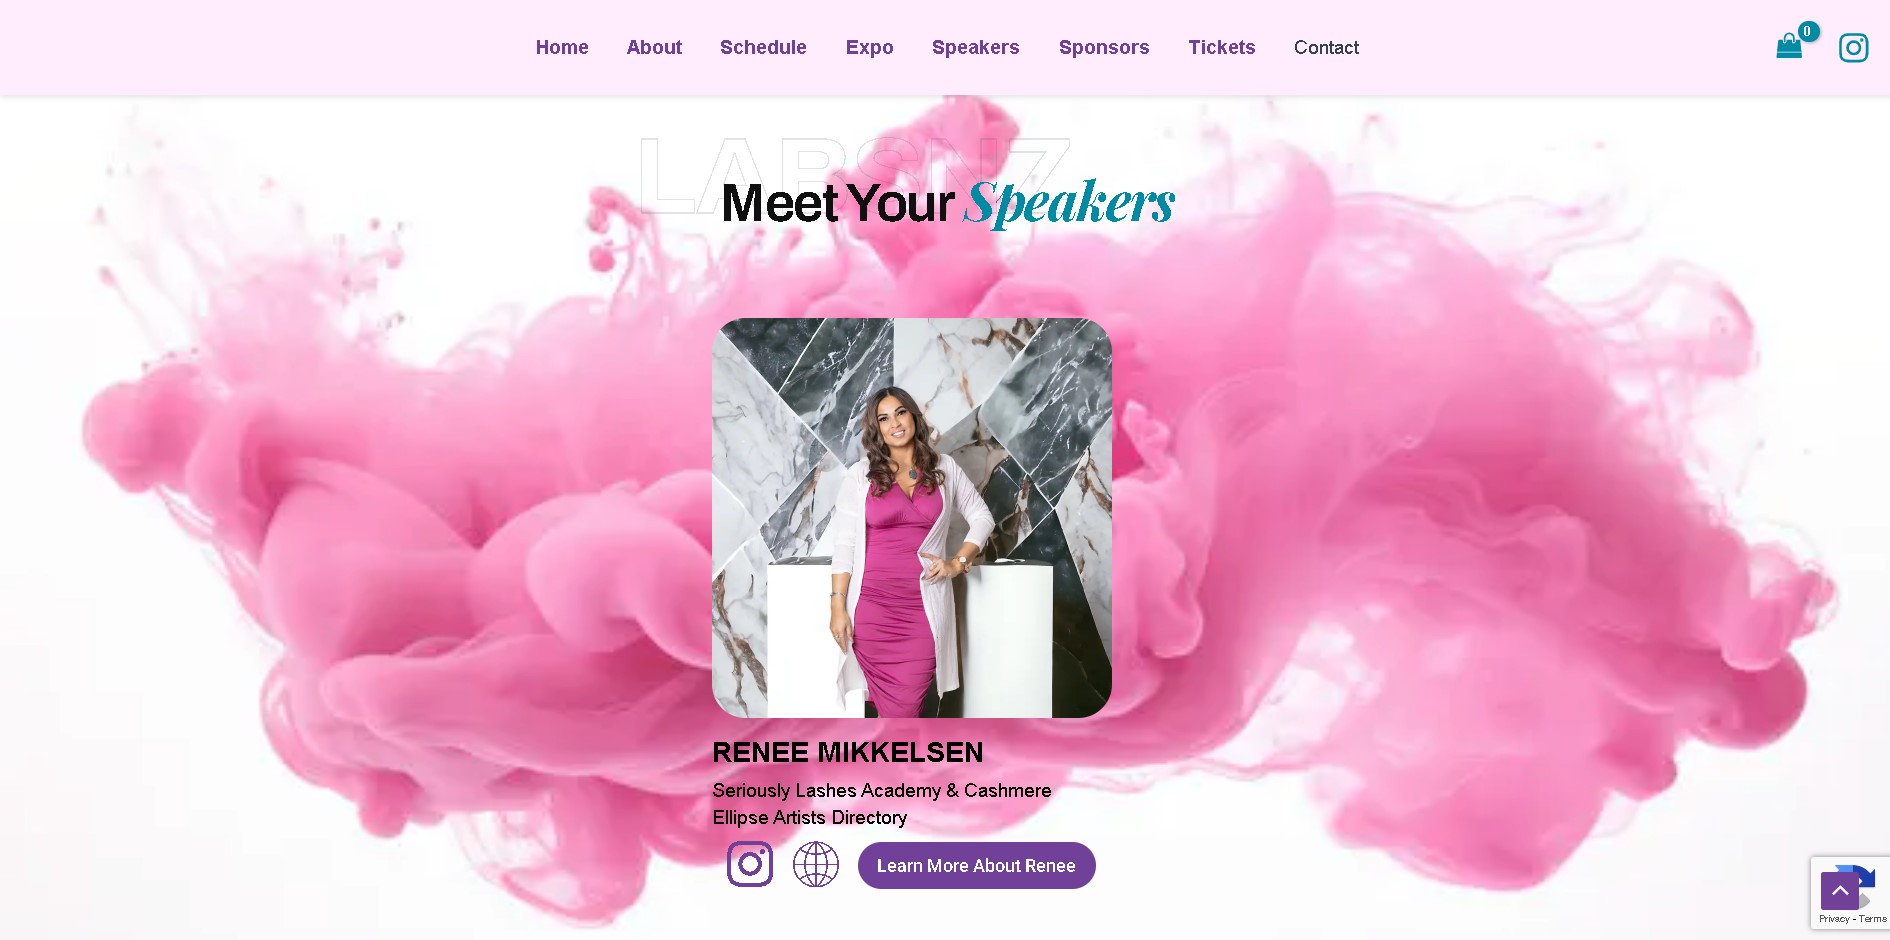 Home About Schedule Expo Speakers Sponsors Tickets Contact
0
LABSNZ
Meet Your Speakers
RENEE MIKKELSEN
Seriously Lashes Academy & Cashmere
Ellipse Artists Directory
Learn More About Renee
Privacy - Terms